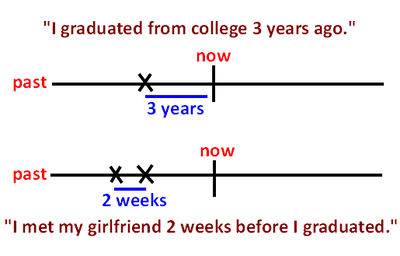 "I graduated from college 3 years ago."
now
past
3 years
now
past
2 weeks
"I met my girlfriend 2 weeks before I graduated."